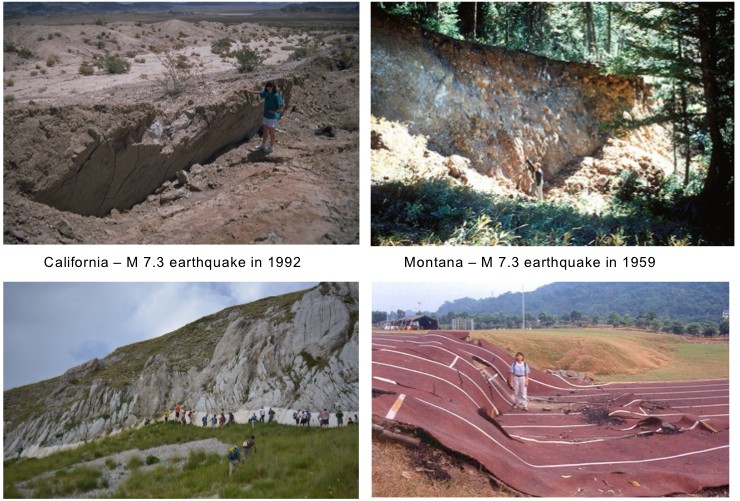 California – M 7.3 earthquake in 1992
Montana – M 7.3 earthquake in 1959